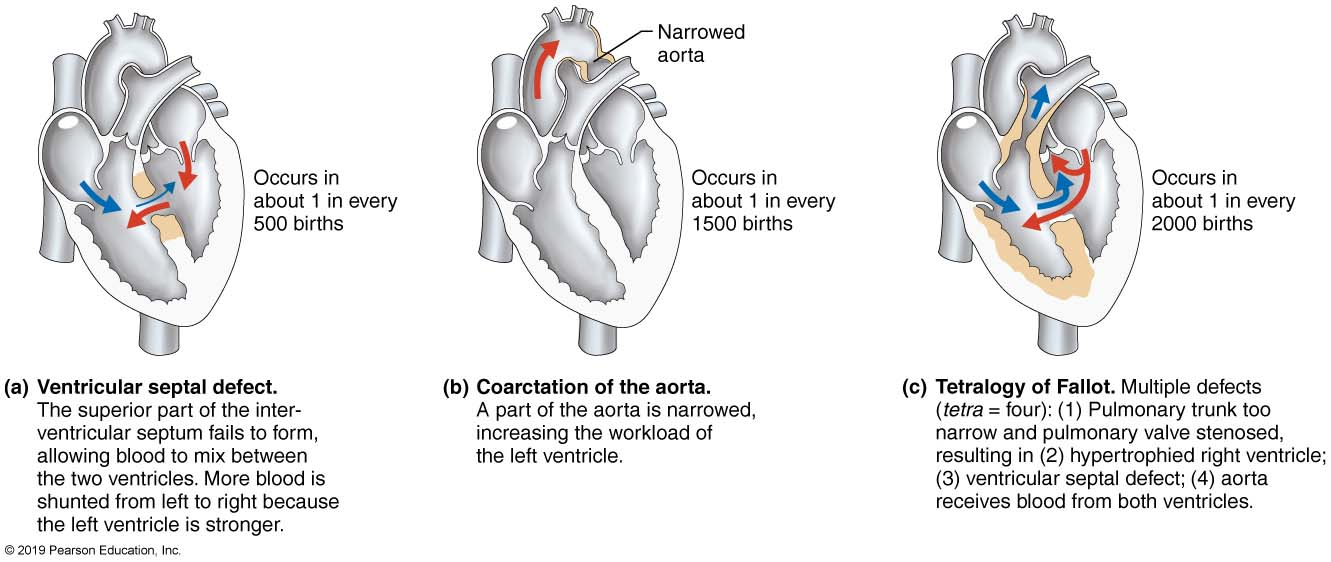 Narrowed
aorta
Occurs in
about 1 in every
500 births
Occurs in
about 1 in every
1500 births
Occurs in
about 1 in every
2000 births
(a) Ventricular septal defect.
The superior part of the inter-
ventricular septum fails to form,
allowing blood to mix between
the two ventricles. More blood is
shunted from left to right because
the left ventricle is stronger.
(b) Coarctation of the aorta.
A part of the aorta is narrowed,
increasing the workload of
the left ventricle.
(c) Tetralogy of Fallot. Multiple defects
(tetra = four): (1) Pulmonary trunk too
narrow and pulmonary valve stenosed,
resulting in (2) hypertrophied right ventricle;
(3) ventricular septal defect; (4) aorta
receives blood from both ventricles.
© 2019 Pearson Education, Inc.